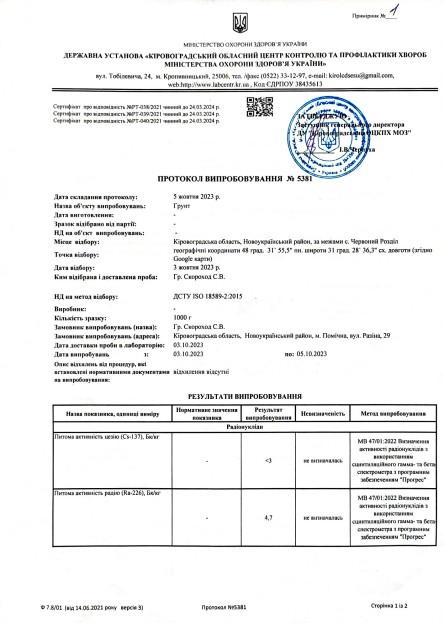 Примірник № 1
МІНІСТЕРСТВО ОХОРОНИ ЗДОРОВ'Я УКРАЇНИ
ДЕРЖАВНА УСТАНОВА «КІРОВОГРАДСЬКИЙ ОБЛАСНИЙ ЦЕНТР КОНТРОЛЮ ТА ПРОФІЛАКТИКИ ХВОРОБ
МІНІСТЕРСТВА ОХОРОНИ ЗДОРОВ'Я УКРАЇНИ»
вул. Тобілевича, 24, м. Кропивницький, 25006, тел. /факс (0522) 33-12-97, e-mail: kirolcdsesu@gmail.com,
web:http://www.labcentr.kr.ua , Код ЄДРПОУ 38435613
Сертифікат про відповідність №РТ-038/2021 чинний до 24.03.2024 р.
Сертифікат про відповідність №РТ-039/2021 чинний до 24.03.2024 р.
Сертифікат про відповідність №РТ-040/2021 чинний до 24.03.2024 р.
генерального директора
ОЦКПХ МОЗ"
ПРОТОКОЛ ВИПРОБОВУВАННЯ № 5381
Дата складання протоколу: 5 жовтня 2023 р.
Назва об'єкту випробовувань: Грунт
Дата виготовлення: -
Зразок відібрано від партії: -
НД на об'єкт випробовувань: -
Місце відбору: Кіровоградська область, Новоукраїнський район, за межами с. Червоний Розділ
Точка відбору: географічні координати 48 град. 31' 55,5" пн. широти 31 град. 28' 36,3" сх. довготи (згідно
Google карти)
Дата відбору: 3 жовтня 2023 р.
Ким відібрана і доставлена проба: Гр. Скороход С.В.
НД на метод відбору: ДСТУ ISO 18589-2:2015
Виробник: -
Кількість зразку: 1000 г
Замовник випробувань (назва): Гр. Скороход С.В.
Замовник випробувань (адреса): Кіровоградська область, Новоукраїнський район, м. Помічна, вул. Разіна, 29
Дата доставки проби в лабораторію: 03.10.2023
Дата випробувань з: 03.10.2023 по: 05.10.2023
Опис відхилень від процедур, які
встановлені нормативними документами відхилення відсутні
на випробування:
РЕЗУЛЬТАТИ ВИПРОБОВУВАННЯ
Назва показника, одиниці виміру Нормативне значення показника Результат випробовування Невизначеність Метод випробовування
Радіонукліди
Питома активність цезію (Cs-137), Бк/кг - <3 не визначалась МВ 47/01:2022 Визначення активності радіонуклідів з використанням сцинтиляційного гамма- та бета-спектрометра з програмним забезпеченням "Прогрес"
Питома активність радію (Ra-226), Бк/кг - 4,7 не визначалась МВ 47/01:2022 Визначення активності радіонуклідів з використанням сцинтиляційного гамма- та бета-спектрометра з програмним забезпеченням "Прогрес"
Ф 7.8/01 (від 14.06.2021 року версія 3) Протокол №5381 Сторінка 1 із 2